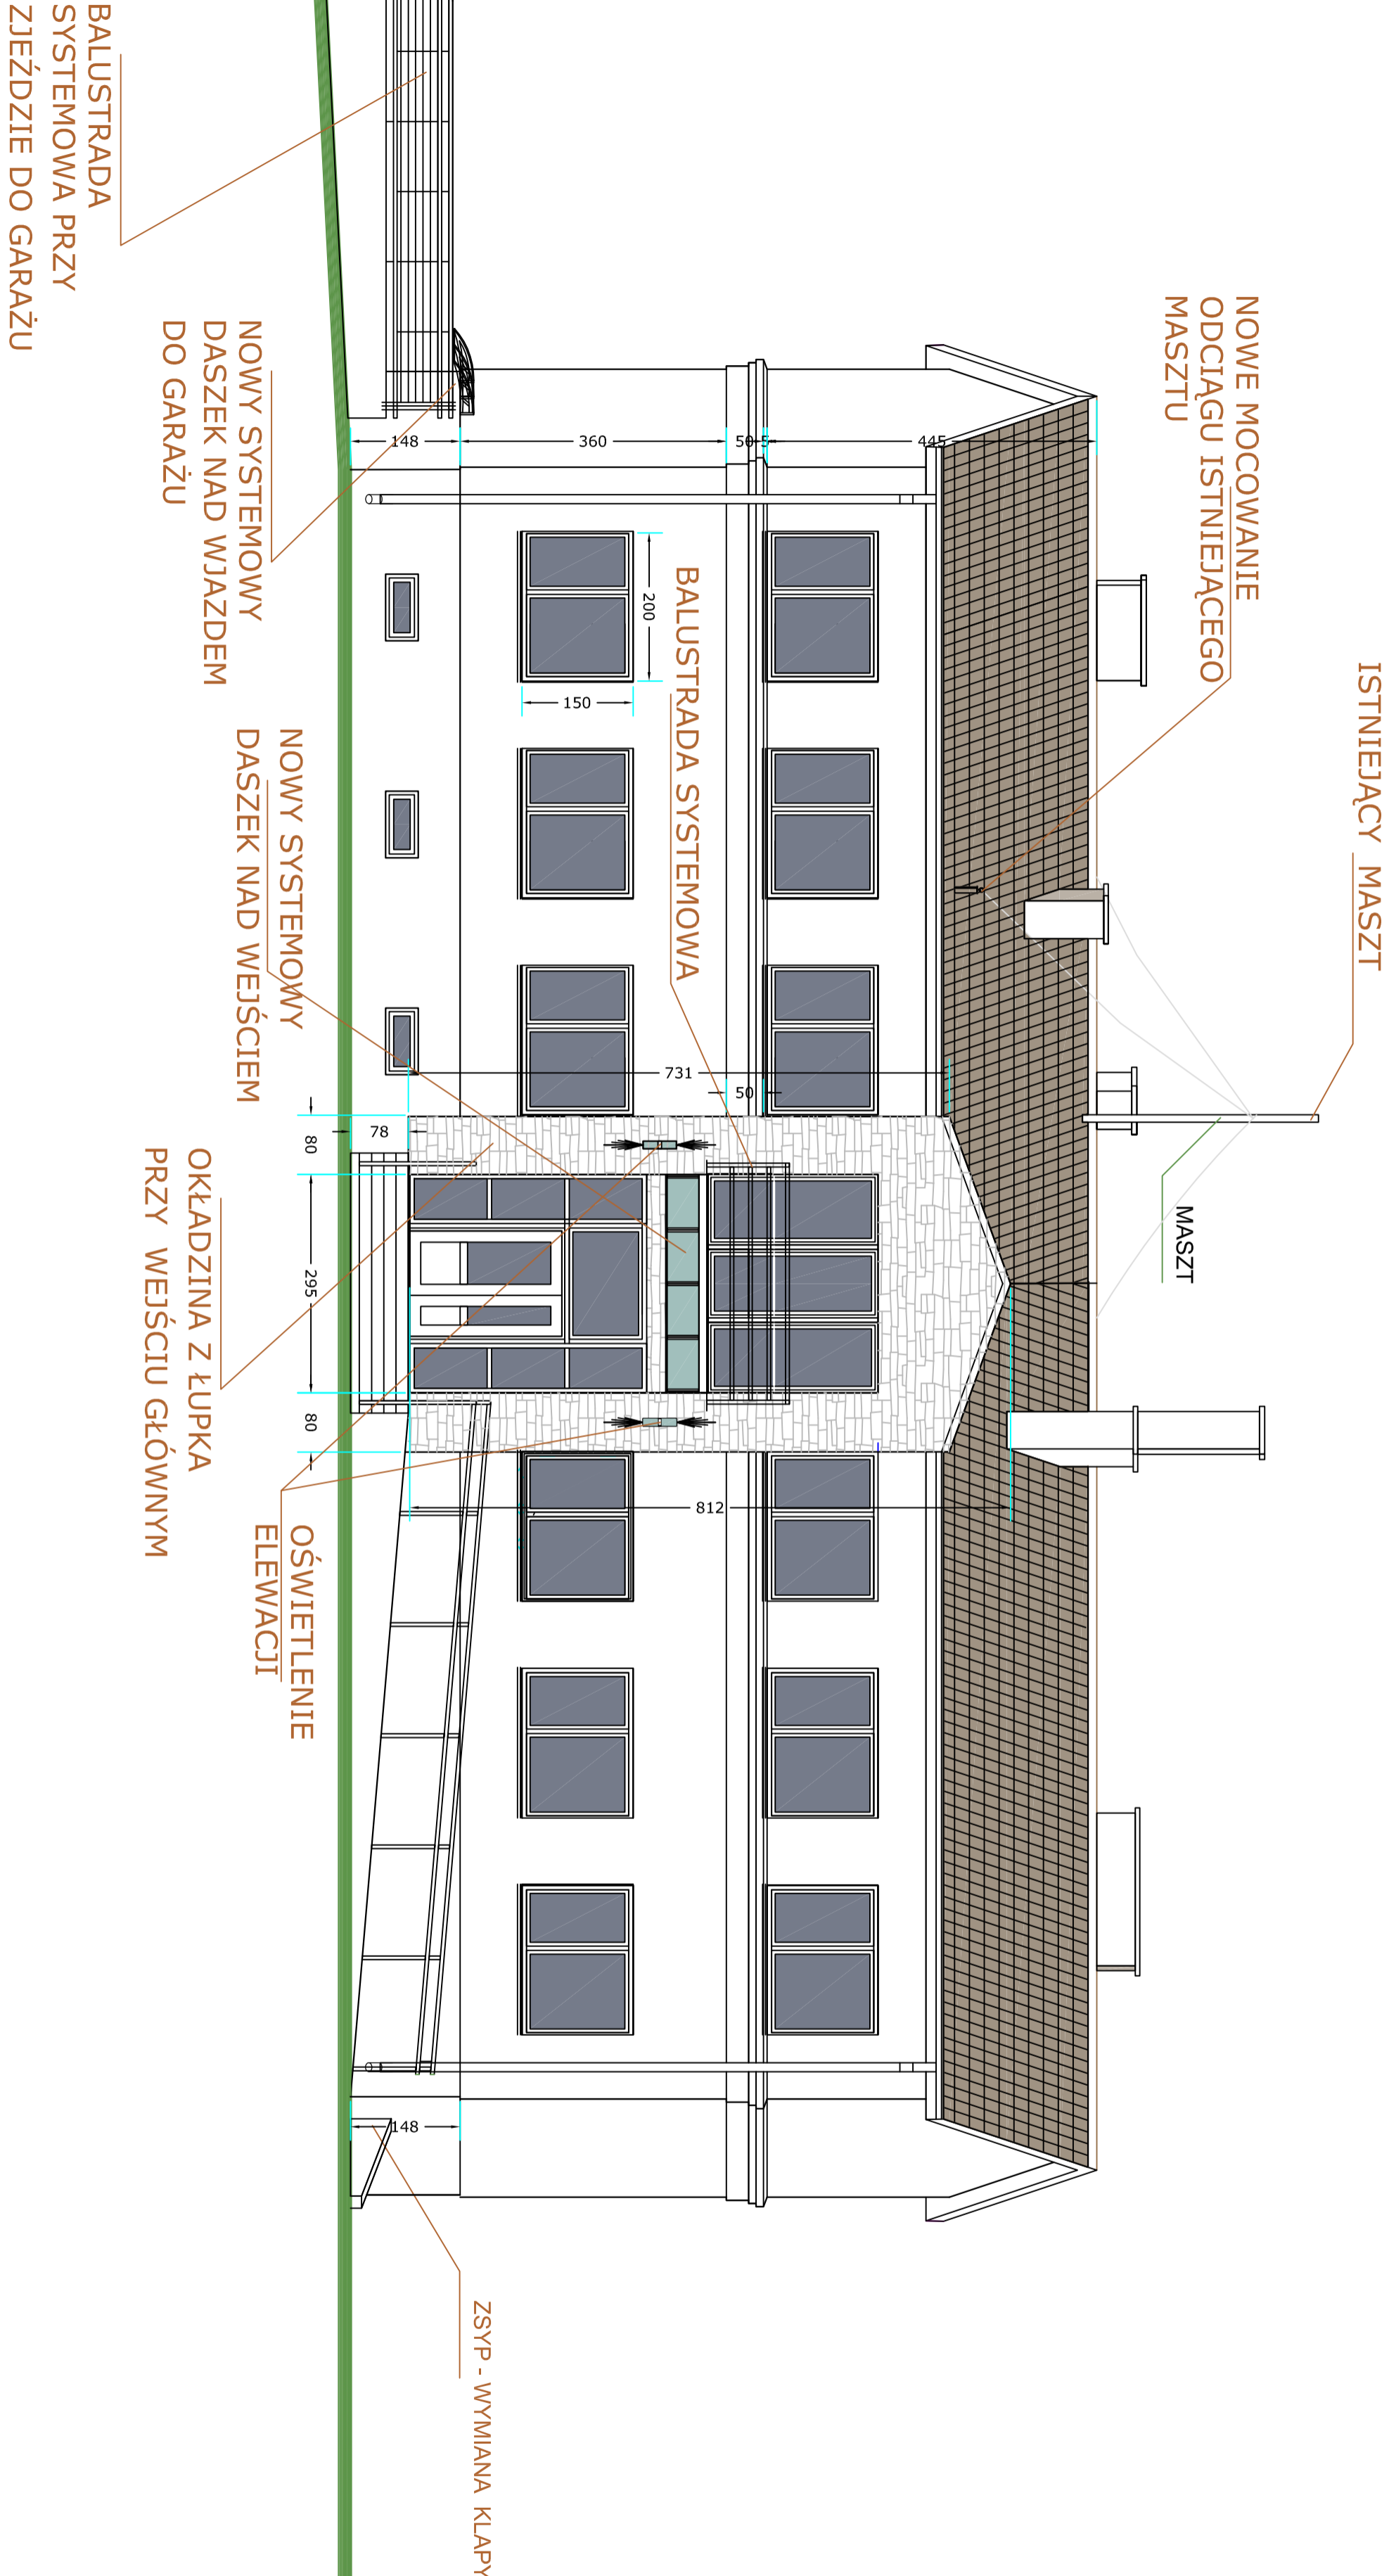 ISTNIEJĄCY MASZT
NOWE MOCOWANIE
ODCIĄGU ISTNIEJĄCEGO
MASZTU
MASZT
BALUSTRADA SYSTEMOWA
445
50
5
360
148
200
150
731
50
812
78
80
295
80
148
BALUSTRADA
SYSTEMOWA PRZY
ZJEŹDZIE DO GARAŻU
NOWY SYSTEMOWY
DASZEK NAD WJAZDEM
DO GARAŻU
NOWY SYSTEMOWY
DASZEK NAD WEJŚCIEM
OKŁADZINA Z ŁUPKA
PRZY WEJŚCIU GŁÓWNYM
OŚWIETLENIE
ELEWACJI
ZSYP - WYMIANA KLAPY